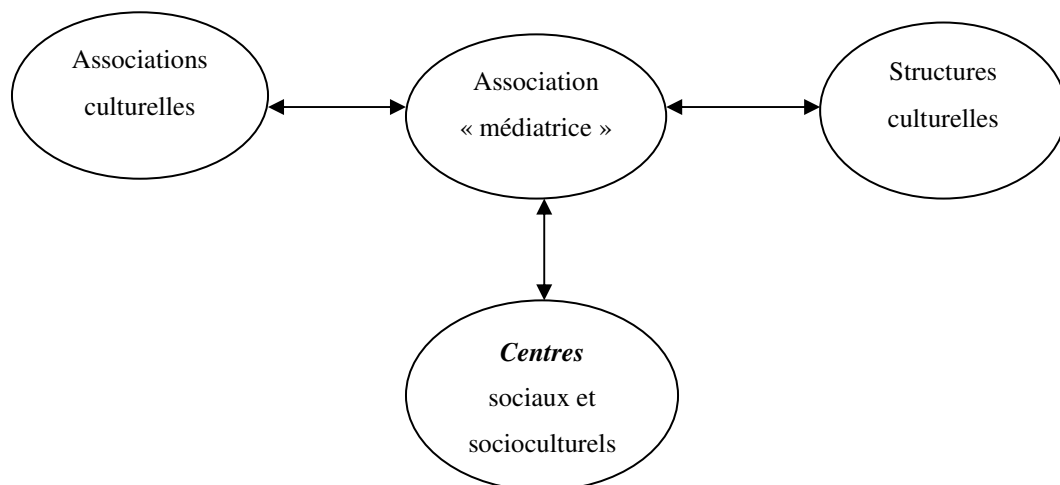 Associations
culturelles
Association
« médiatrice »
Structures
culturelles
Centres
sociaux et
socioculturels